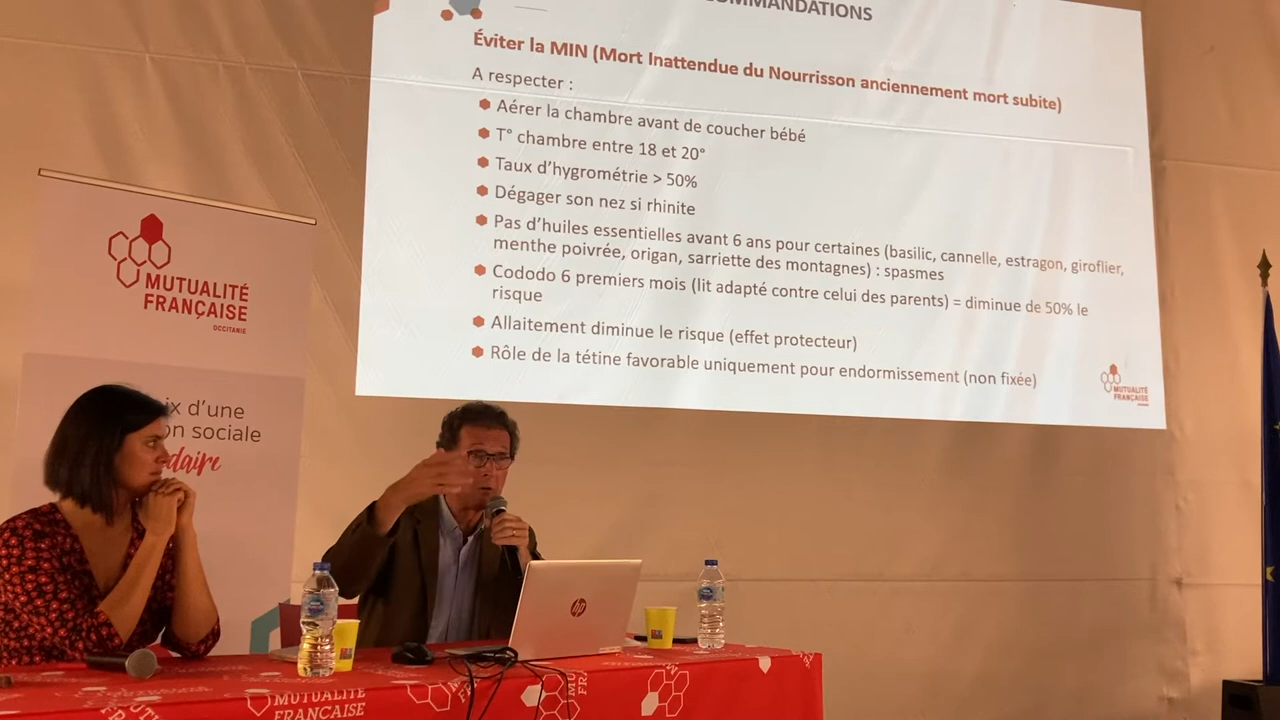 COMMANDATIONS
Éviter la MIN (Mort Inattendue du Nourrisson anciennement mort subite)
A respecter :
Aérer la chambre avant de coucher bébé
T° chambre entre 18 et 20°
Taux d'hygrométrie > 50%
Dégager son nez si rhinite
Pas d'huiles essentielles avant 6 ans pour certaines (basilic, cannelle, estragon, giroflier,
menthe poivrée, origan, sarriette des montagnes) : spasmes
Cododo 6 premiers mois (lit adapté contre celui des parents) = diminue de 50% le
risque
Allaitement diminue le risque (effet protecteur)
Rôle de la tétine favorable uniquement pour endormissement (non fixée)
MUTUALITÉ
FRANÇAISE
MUTUALITÉ
FRANÇAISE
OCCITANIE
ix d'une
on sociale
daire
hp
MUTUALITÉ
FRANÇAISE